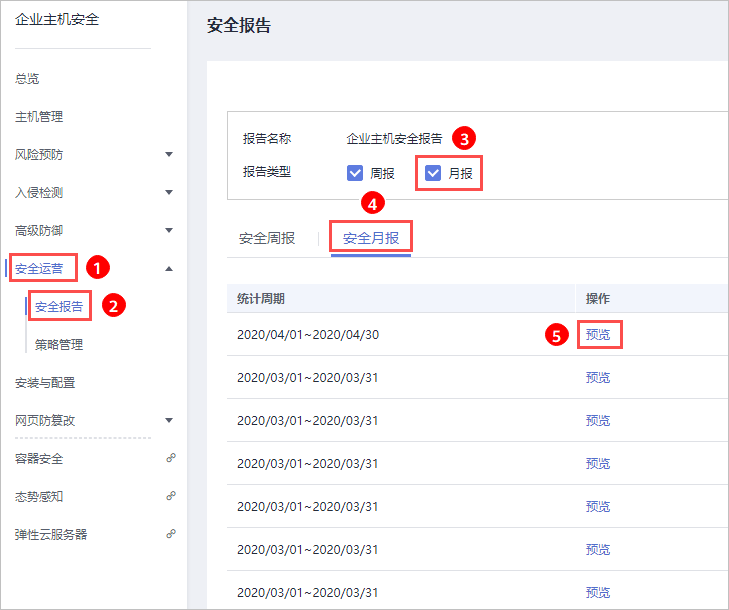 企业主机安全
总览
主机管理
风险预防
入侵检测
高级防御
安全运营 1
安全报告 2
策略管理
安装与配置
网页防篡改
容器安全
态势感知
弹性云服务器
安全报告
报告名称 企业主机安全报告 3
报告类型 周报 月报
4
安全周报 安全月报
统计周期 操作
2020/04/01~2020/04/30 5 预览
2020/03/01~2020/03/31 预览
2020/03/01~2020/03/31 预览
2020/03/01~2020/03/31 预览
2020/03/01~2020/03/31 预览
2020/03/01~2020/03/31 预览
2020/03/01~2020/03/31 预览